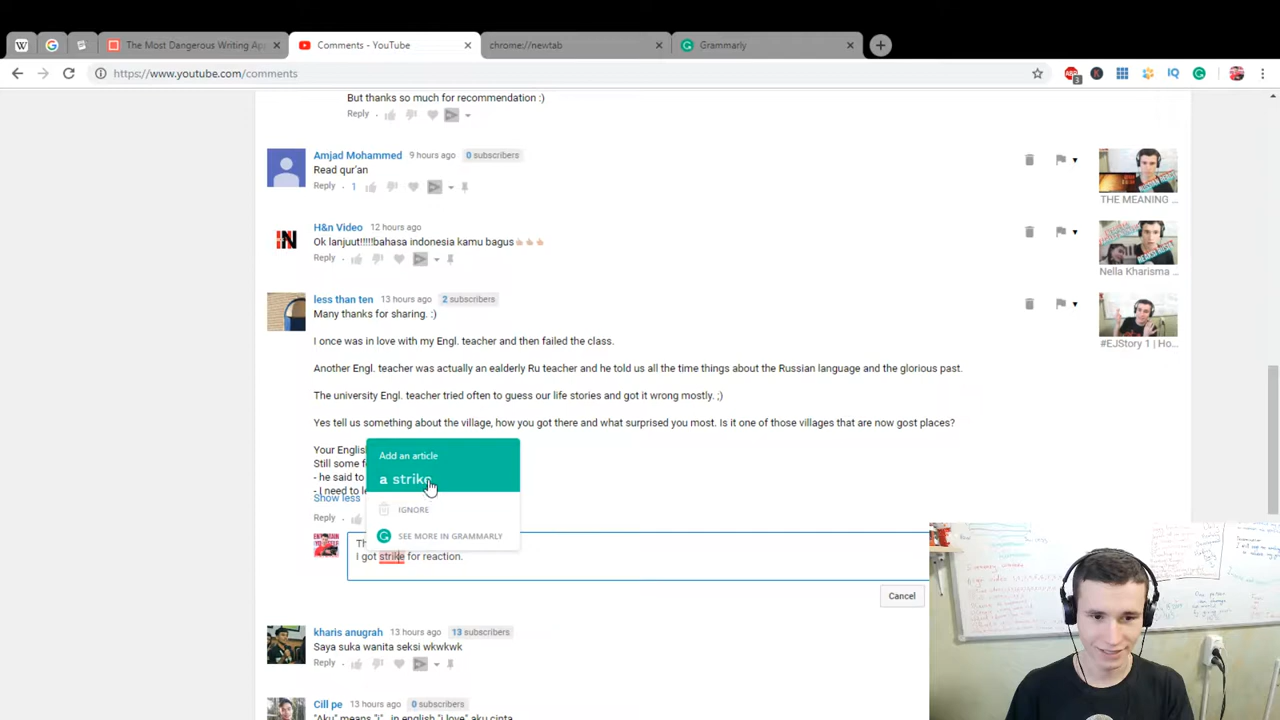 The Most Dangerous Writing Ap
Comments - YouTube
chrome://newtab
Grammarly
https://www.youtube.com/comments
But thanks so much for recommendation :)
Reply
Amjad Mohammed 9 hours ago 0 subscribers
Read qur'an
Reply 1
THE MEANING ...
H&n Video 12 hours ago
Ok lanjuut!!!!!bahasa indonesia kamu bagus👈🏻👈🏻👈🏻
Reply
Nella Kharisma ...
less than ten 13 hours ago 2 subscribers
Many thanks for sharing. :)
#EJStory 1 | Ho...
I once was in love with my Engl. teacher and then failed the class.
Another Engl. teacher was actually an ealderly Ru teacher and he told us all the time things about the Russian language and the glorious past.
The university Engl. teacher tried often to guess our life stories and got it wrong mostly. ;)
Yes tell us something about the village, how you got there and what surprised you most. Is it one of those villages that are now gost places?
Your English
Still some f
- he said to
- I need to le
Show less
Reply
Add an article
a strike
IGNORE
SEE MORE IN GRAMMARLY
Th
I got strike for reaction.
Cancel
kharis anugrah 13 hours ago 13 subscribers
Saya suka wanita seksi wkwkwk
Reply
Cill pe 13 hours ago 0 subscribers
"Aku" means "i" , in english "i love" aku cinta